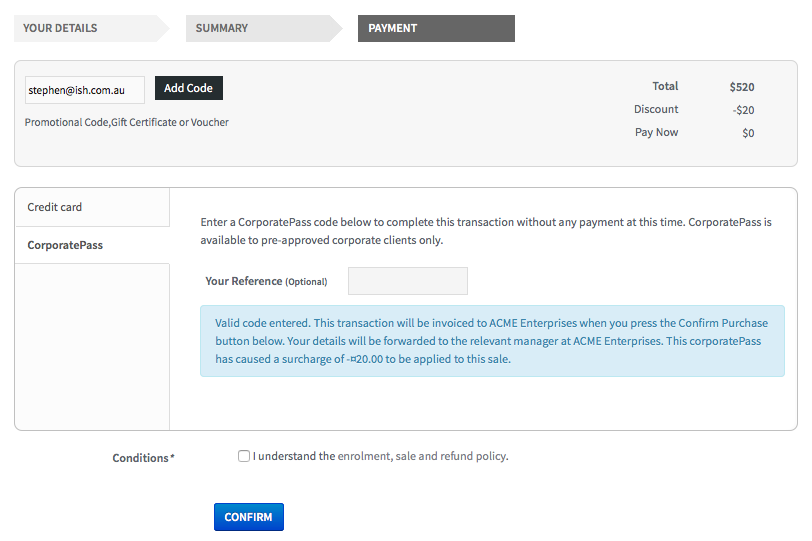 YOUR DETAILS
SUMMARY
PAYMENT
stephen@ish.com.au
Add Code
Total $520
Promotional Code,Gift Certificate or Voucher
Discount -$20
Pay Now $0
Credit card
CorporatePass
Enter a CorporatePass code below to complete this transaction without any payment at this time. CorporatePass is
available to pre-approved corporate clients only.
Your Reference (Optional)
Valid code entered. This transaction will be invoiced to ACME Enterprises when you press the Confirm Purchase
button below. Your details will be forwarded to the relevant manager at ACME Enterprises. This corporatePass
has caused a surcharge of -¤20.00 to be applied to this sale.
Conditions*
I understand the enrolment, sale and refund policy.
CONFIRM